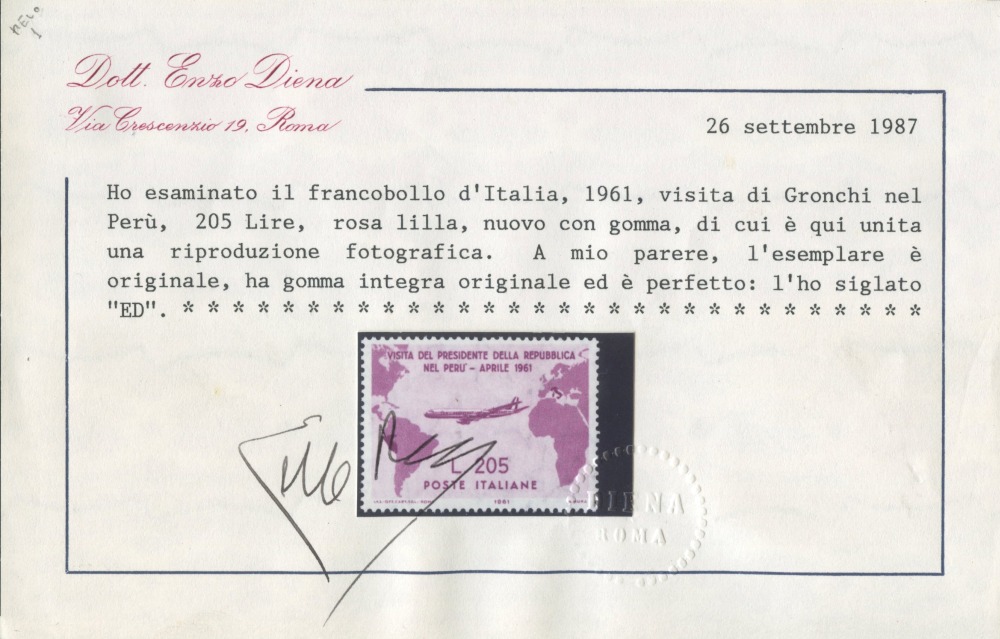 Dott. Enzo Diena
Via Crescenzio 19, Roma
26 settembre 1987
Ho esaminato il francobollo d'Italia, 1961, visita di Gronchi nel
Perù, 205 Lire, rosa lilla, nuovo con gomma, di cui è qui unita
una riproduzione fotografica. A mio parere, l'esemplare è
originale, ha gomma integra originale ed è perfetto: l'ho siglato
"ED". * * * * * * * * * * * * * * * * * * * * * * * * * * * * * *
VISITA DEL PRESIDENTE DELLA REPUBBLICA
NEL PERU' - APRILE 1961
L. 205
POSTE ITALIANE
1961
DIENA
ROMA